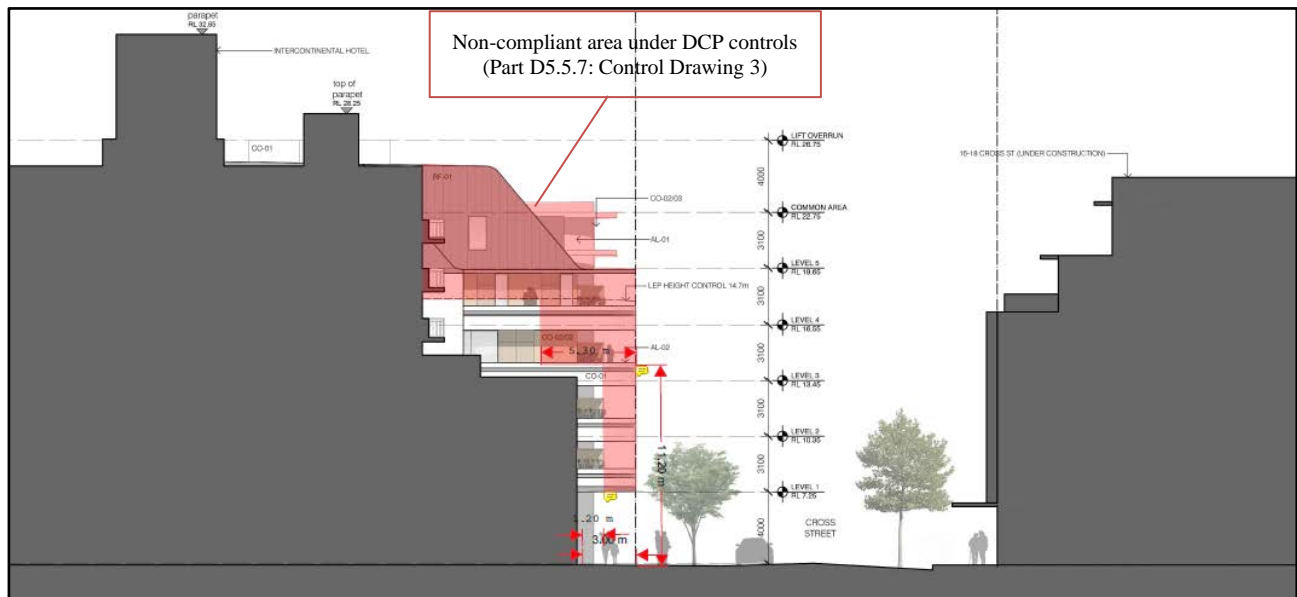 parapet
RL 32.65
INTERCONTINENTAL HOTEL
Non-compliant area under DCP controls
(Part D5.5.7: Control Drawing 3)
top of
parapet
RL 28.25
LIFT OVERRUN
RL 26.75
CO-01
16-18 CROSS ST (UNDER CONSTRUCTION)
4000
RF-01
CO-02/03
COMMON AREA
RL 22.75
AL-01
3100
LEVEL 5
RL 19.65
LEP HEIGHT CONTROL 14.7m
3100
LEVEL 4
RL 16.55
CO-02/03
AL-02
5.30 m
3100
CO-01
LEVEL 3
RL 13.45
3100
LEVEL 2
RL 10.35
11.20 m
3100
LEVEL 1
RL 7.25
1.20 m
3.00 m
4000
CROSS
STREET